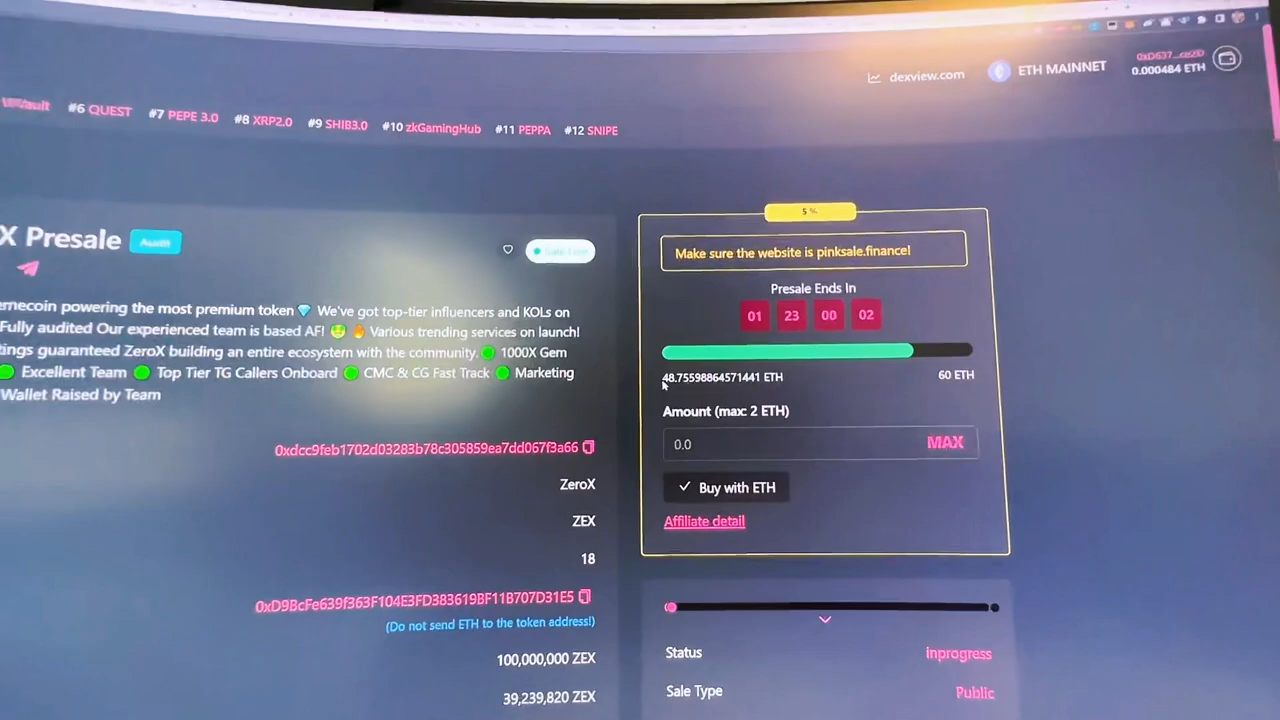 dexview.com
ETH MAINNET
0.000484 ETH
#6 QUEST #7 PEPE 3.0 #8 XRP2.0 #9 SHIB3.0 #10 zkGamingHub #11 PEPPA #12 SNIPE
X Presale
Audit
Sale Live
emecoin powering the most premium token 💎 We've got top-tier influencers and KOLs on
Fully audited Our experienced team is based AF! 🤑 🔥 Various trending services on launch!
tings guaranteed ZeroX building an entire ecosystem with the community. 🟢 1000X Gem
🟢 Excellent Team 🟢 Top Tier TG Callers Onboard 🟢 CMC & CG Fast Track 🟢 Marketing
Wallet Raised by Team
0xdcc9feb1702d03283b78c305859ea7dd067f3a66
ZeroX
ZEX
18
0xD9BcFe639f363F104E3FD383619BF11B707D31E5
(Do not send ETH to the token address!)
100,000,000 ZEX
39,239,820 ZEX
5 %
Make sure the website is pinksale.finance!
Presale Ends In
01 23 00 02
48.75598864571441 ETH
60 ETH
Amount (max: 2 ETH)
0.0
MAX
Buy with ETH
Affiliate detail
Status
inprogress
Sale Type
Public